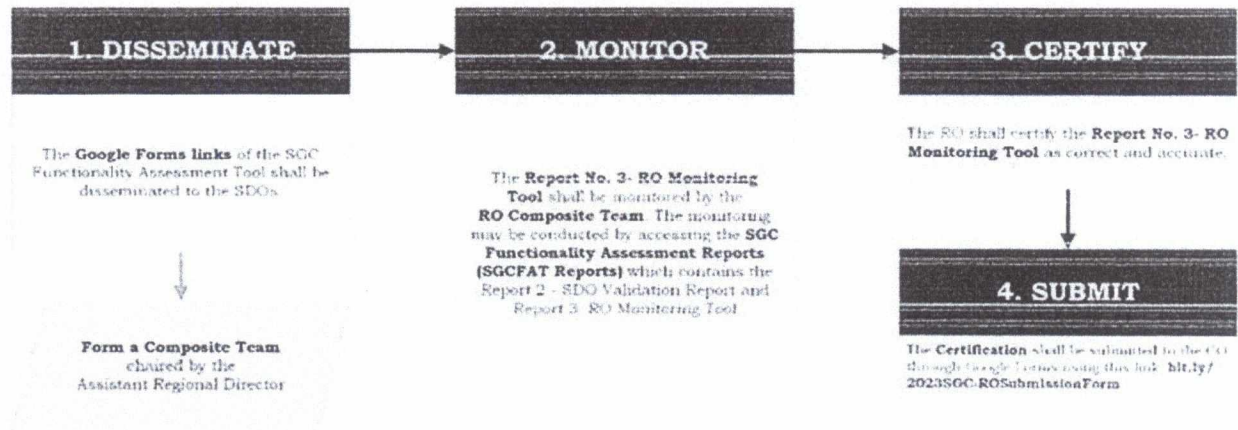 1. DISSEMINATE
The Google Forms links of the SGC
Functionality Assessment Tool shall be
disseminated to the SDOs
Form a Composite Team
chaired by the
Assistant Regional Director
2. MONITOR
The Report No. 3- RO Monitoring
Tool shall be monitored by the
RO Composite Team. The monitoring
may be conducted by accessing the SGC
Functionality Assessment Reports
(SGCFAT Reports) which contains the
Report 2 - SDO Validation Report and
Report 3 RO Monitoring Tool
3. CERTIFY
The RO shall certify the Report No. 3- RO
Monitoring Tool as correct and accurate.
4. SUBMIT
The Certification shall be submitted to the CO
through Google Forms using this link: bit.ly/
2023SGC-ROSubmissionForm